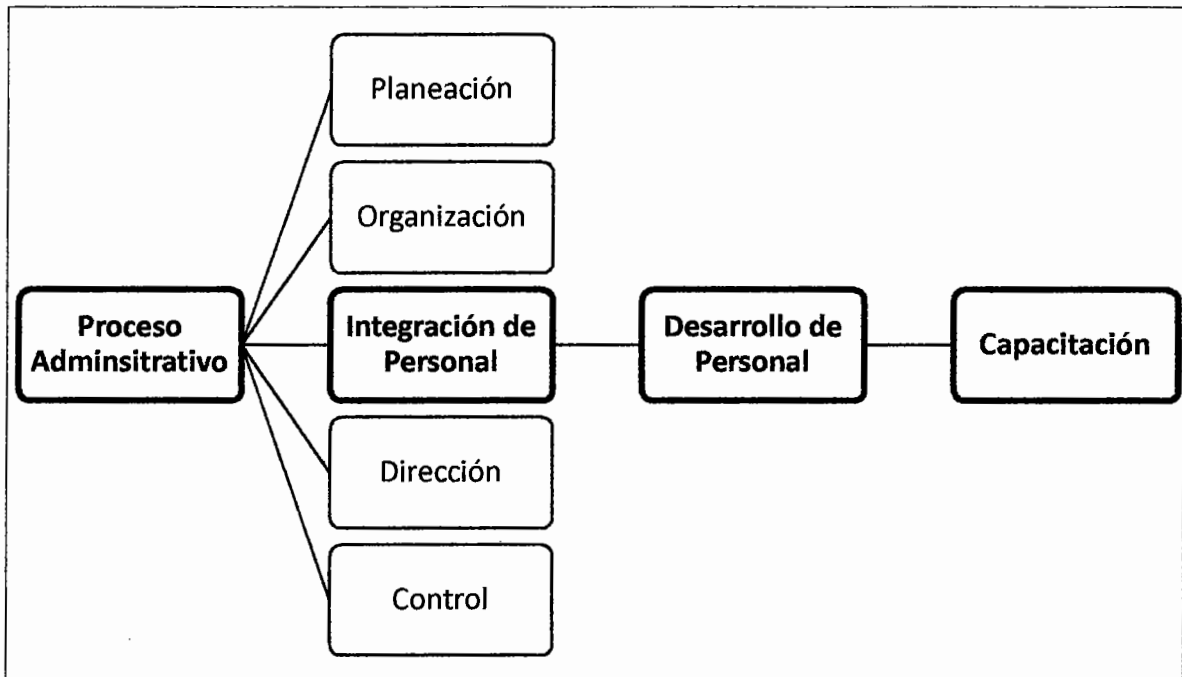 Planeación
Organización
Proceso
Adminsitrativo
Integración de
Personal
Desarrollo de
Personal
Capacitación
Dirección
Control